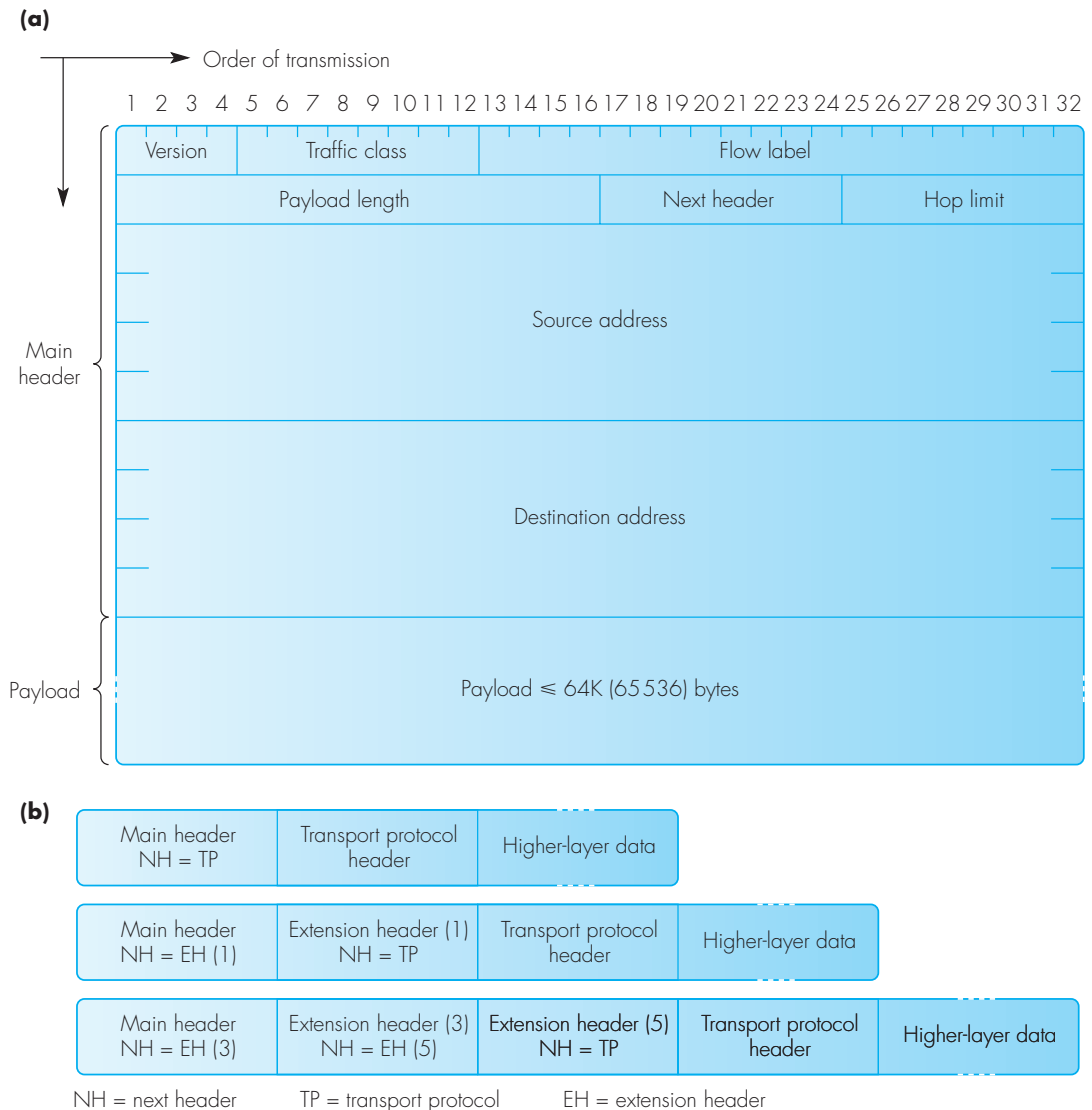 (a)
Order of transmission
1 2 3 4 5 6 7 8 9 10 11 12 13 14 15 16 17 18 19 20 21 22 23 24 25 26 27 28 29 30 31 32
Version Traffic class Flow label
Payload length Next header Hop limit
Source address
Main
header
Destination address
Payload
Payload ≤ 64K (65 536) bytes
(b)
Main header
NH = TP
Transport protocol
header
Higher-layer data
Main header
NH = EH (1)
Extension header (1)
NH = TP
Transport protocol
header
Higher-layer data
Main header
NH = EH (3)
Extension header (3)
NH = EH (5)
Extension header (5)
NH = TP
Transport protocol
header
Higher-layer data
NH = next header TP = transport protocol EH = extension header